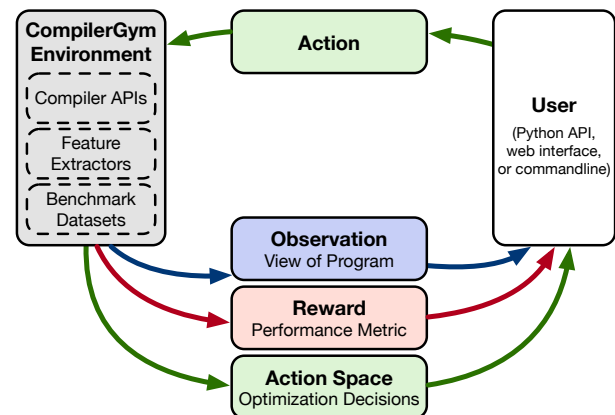 CompilerGym
Environment
Compiler APIs
Feature
Extractors
Benchmark
Datasets
Action
User
(Python API,
web interface,
or commandline)
Observation
View of Program
Reward
Performance Metric
Action Space
Optimization Decisions